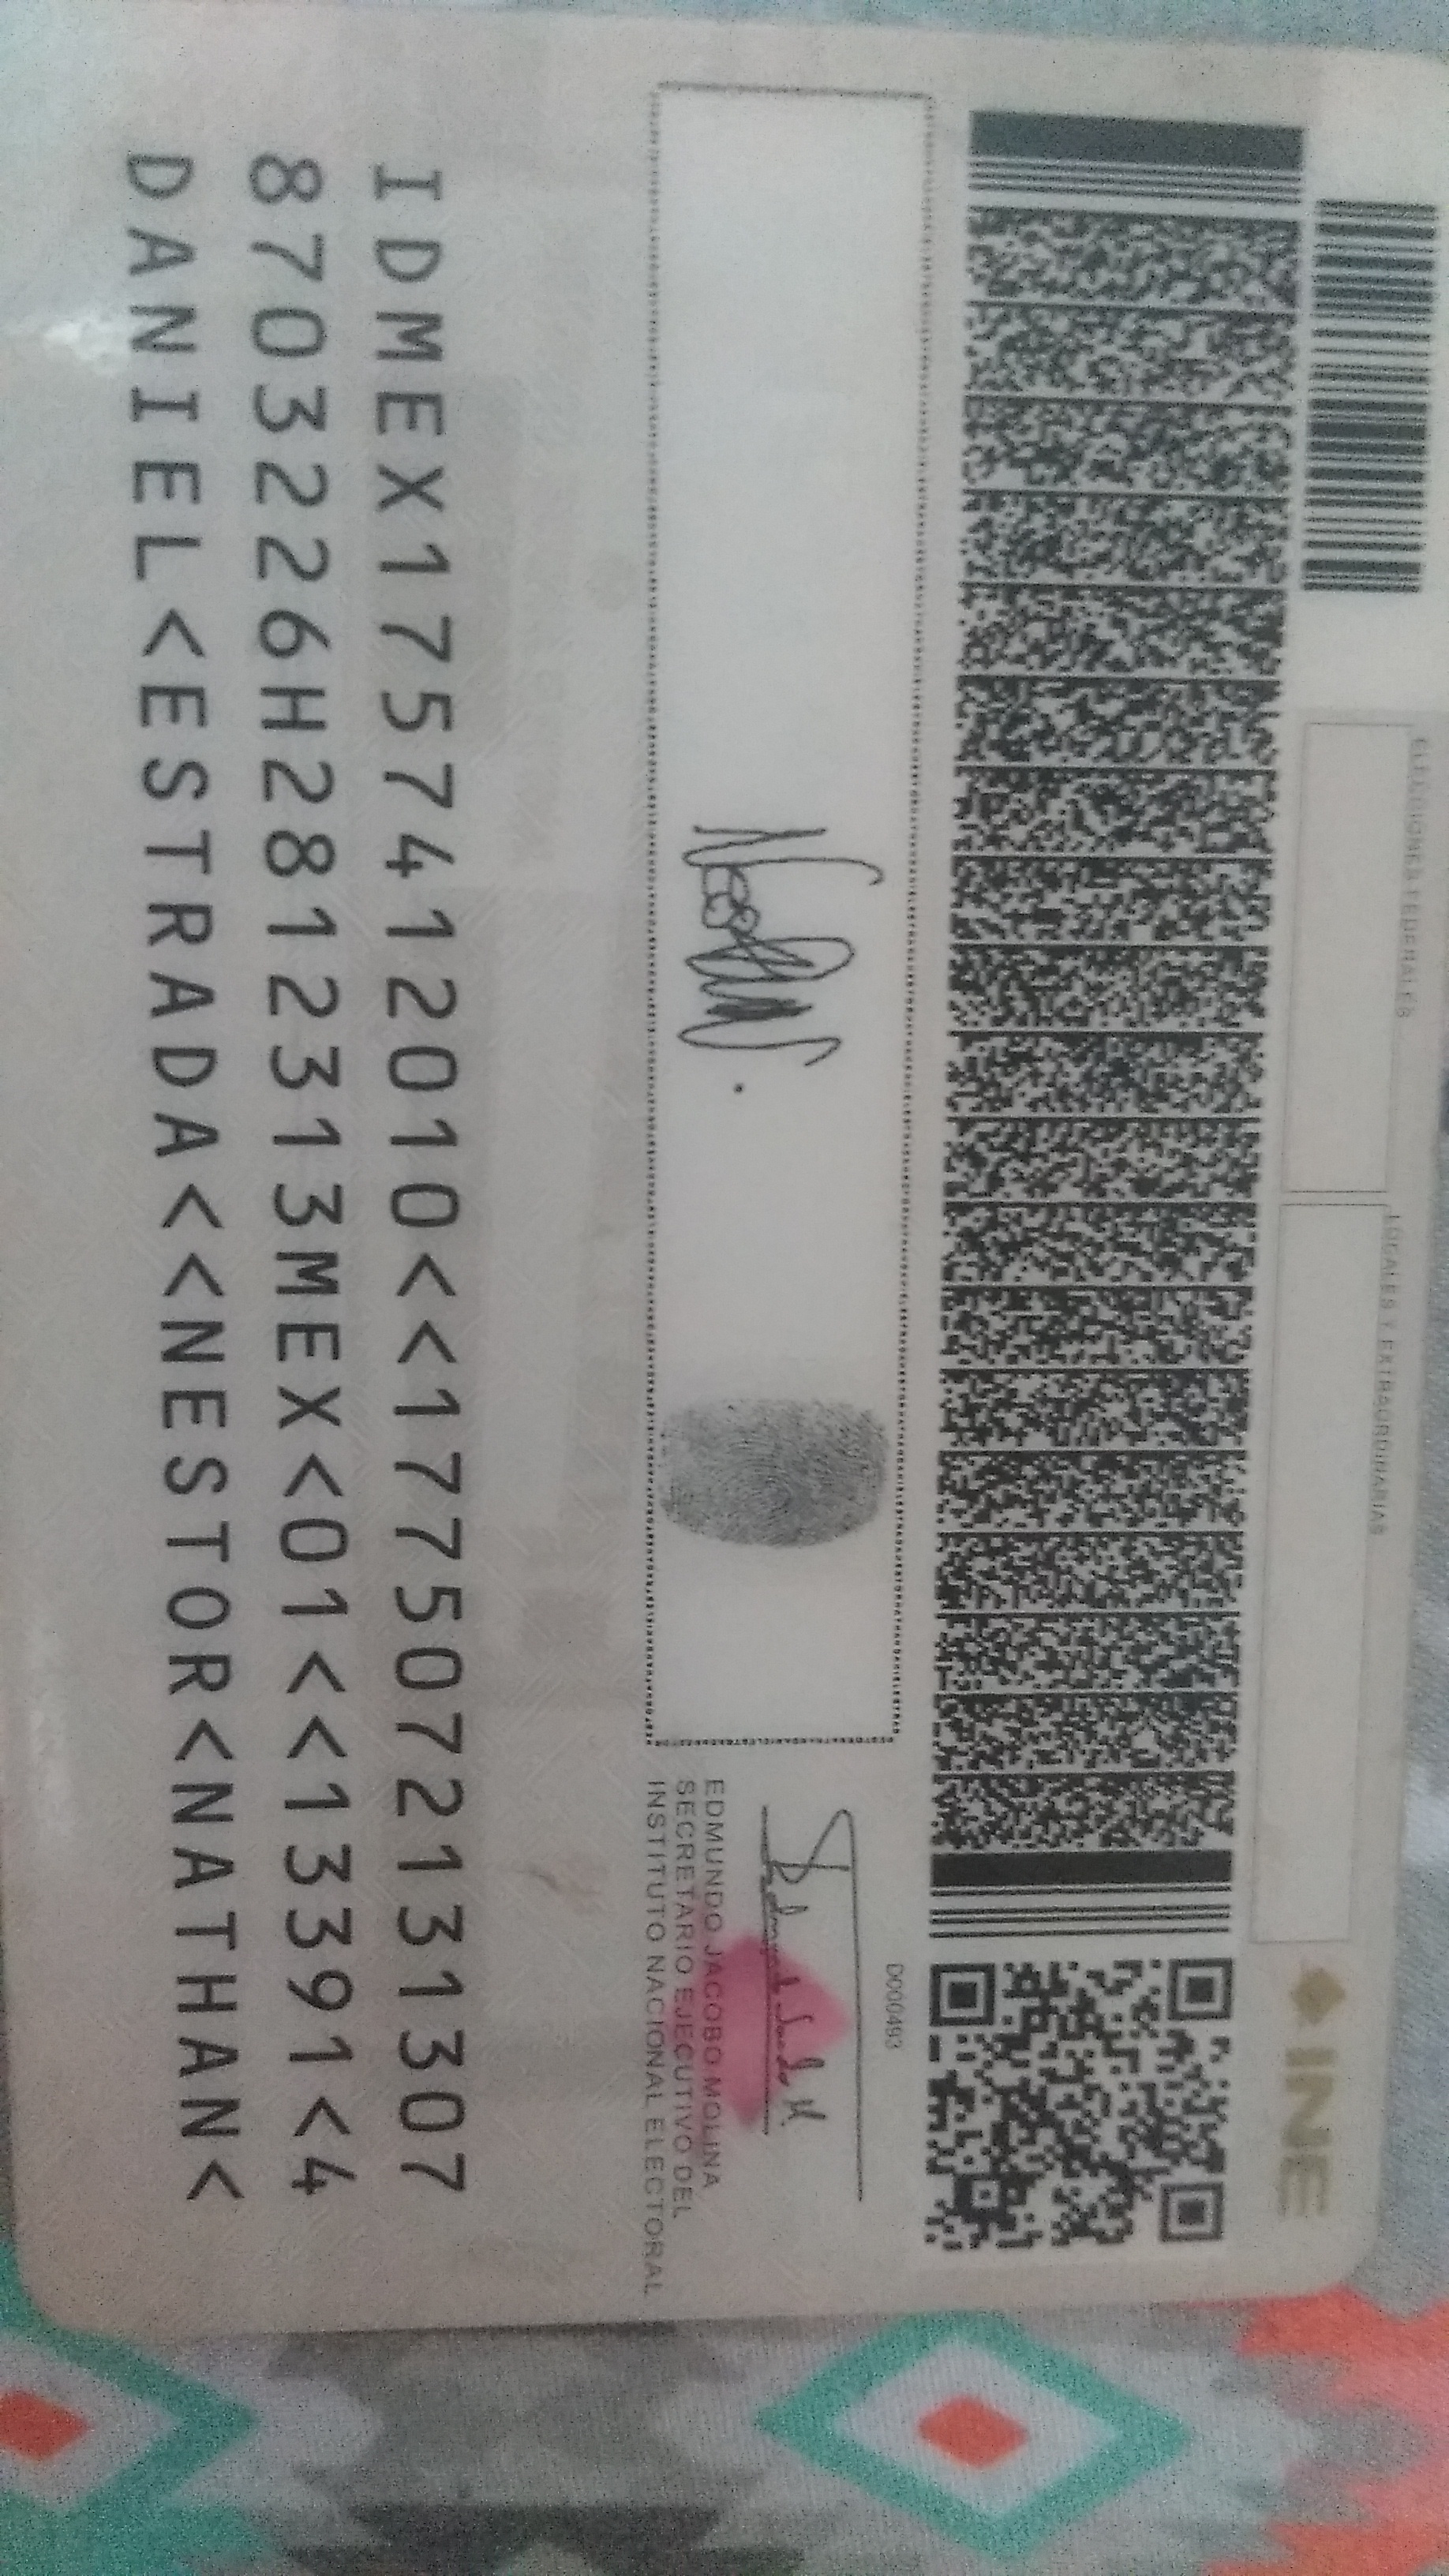 ELECCIONES FEDERALES
LOCALES Y EXTRAORDINARIAS
INE
D000493
EDMUNDO JACOBO MOLINA
SECRETARIO EJECUTIVO DEL
INSTITUTO NACIONAL ELECTORAL
IDMEX1757412010<<1775072131307
8703226H2812313MEX<01<<13391<4
DANIEL<ESTRADA<<NESTOR<NATHAN<